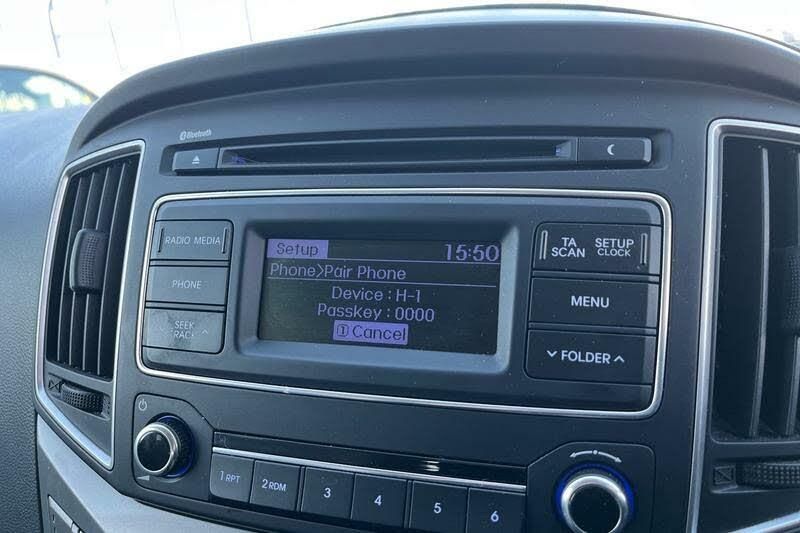 Bluetooth
RADIO MEDIA
PHONE
SEEK
TRACK
Setup 15:50
Phone>Pair Phone
Device : H-1
Passkey : 0000
① Cancel
TA
SCAN
SETUP
CLOCK
MENU
FOLDER
1 RPT
2 RDM
3
4
5
6